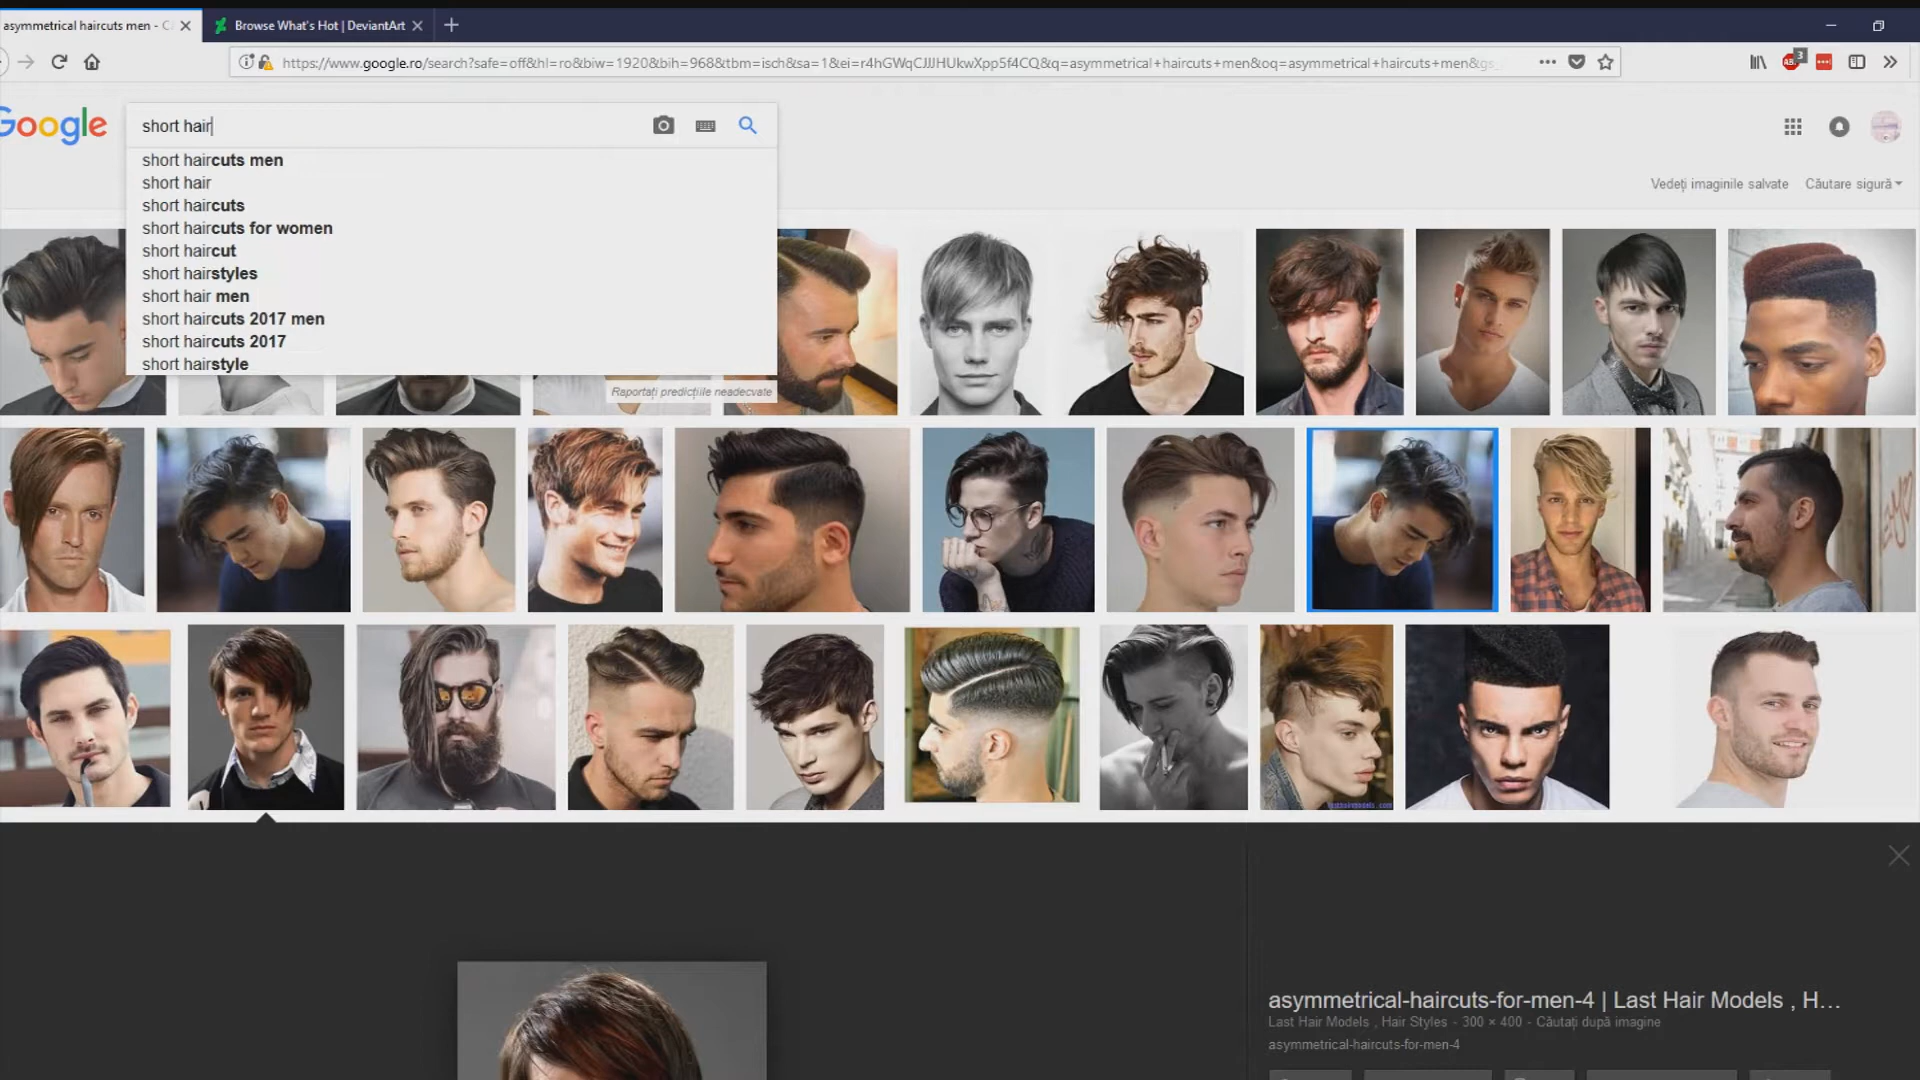 asymmetrical haircuts men -
Browse What's Hot | DeviantArt
https://www.google.ro/search?safe=off&hl=ro&biw=1920&bih=968&tbm=isch&sa=1&ei=r4hGWqCJJJHUkwXpp5f4CQ&q=asymmetrical+haircuts+men&oq=asymmetrical+haircuts+men&gs_
3
Google
short hair
short haircuts men
short hair
short haircuts
short haircuts for women
short haircut
short hairstyles
short hair men
short haircuts 2017 men
short haircuts 2017
short hairstyle
Raportați predicțiile neadecvate
Vedeți imaginile salvate
Căutare sigură
asymmetrical-haircuts-for-men-4 | Last Hair Models , H...
Last Hair Models , Hair Styles - 300 × 400 - Căutați după imagine
asymmetrical-haircuts-for-men-4